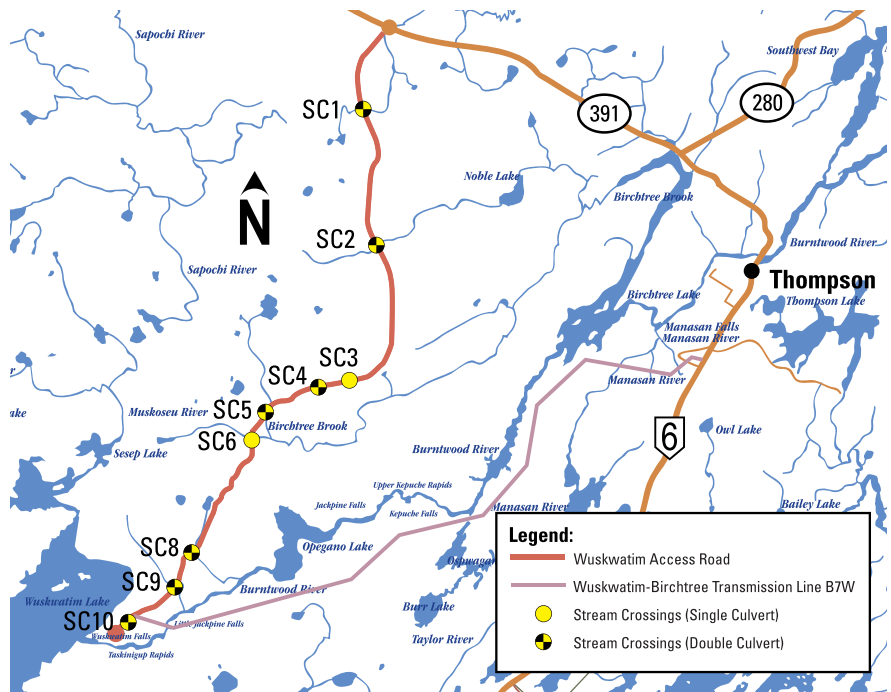 Sapochi River
Southwest Bay
391
280
SC1
Noble Lake
Birchtree Brook
N
SC2
Burntwood River
Sapochi River
Thompson
Birchtree Lake
Thompson Lake
Manasan Falls
Manasan River
SC3
SC4
Manasan River
SC5
Muskoseu River
Birchtree Brook
SC6
6
Owl Lake
Sesep Lake
Burntwood River
Upper Kepuche Rapids
Jackpine Falls
Kepuche Falls
Manasan River
Bailey Lake
SC8
Opegano Lake
SC9
Burntwood River
Wuskwatim Lake
Burr Lake
SC10
Little Jackpine Falls
Wuskwatim Falls
Taskinigup Rapids
Taylor River
Legend:
Wuskwatim Access Road
Wuskwatim-Birchtree Transmission Line B7W
Stream Crossings (Single Culvert)
Stream Crossings (Double Culvert)